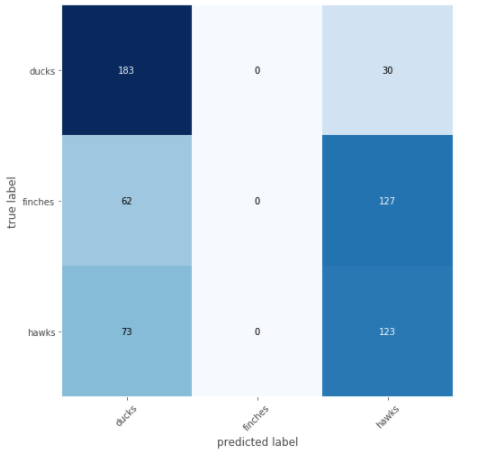 ducks 183 0 30
finches 62 0 127
hawks 73 0 123
true label
ducks finches hawks
predicted label